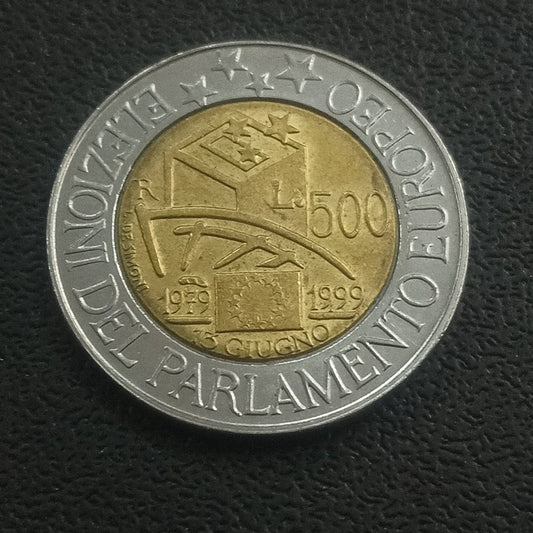 ELEZIONI DEL PARLAMENTO EUROPEO
R
L. 500
1979 1999
13 GIUGNO